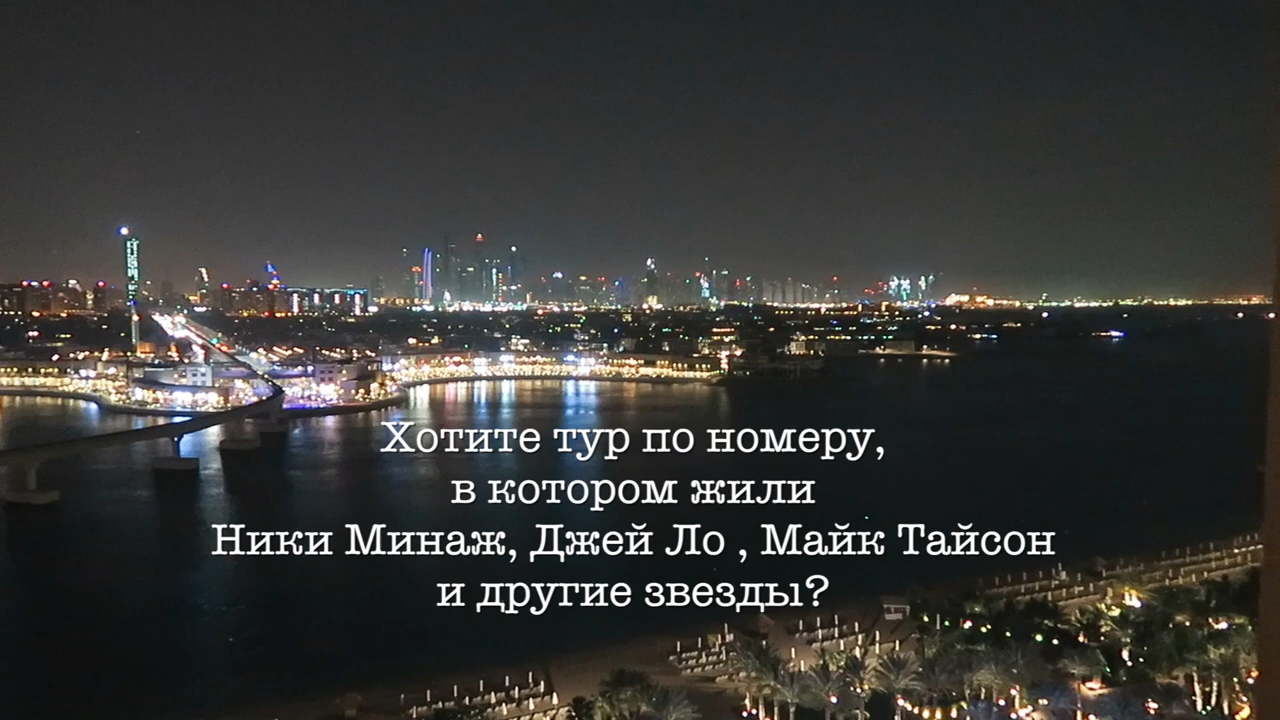 Хотите тур по номеру,
в котором жили
Ники Минаж, Джей Ло , Майк Тайсон
и другие звезды?